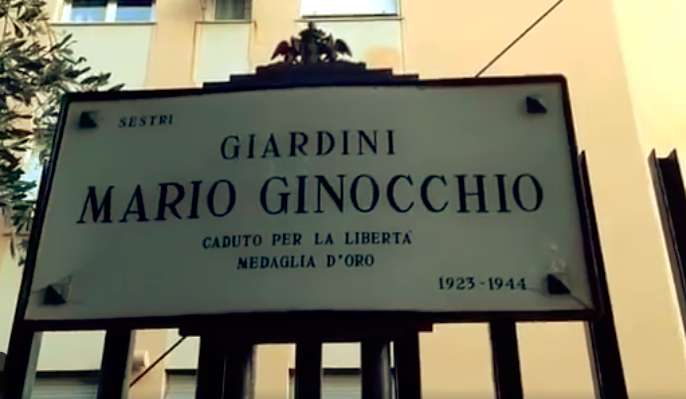 SESTRI
GIARDINI
MARIO GINOCCHIO
CADUTO PER LA LIBERTÀ
MEDAGLIA D'ORO
1923-1944